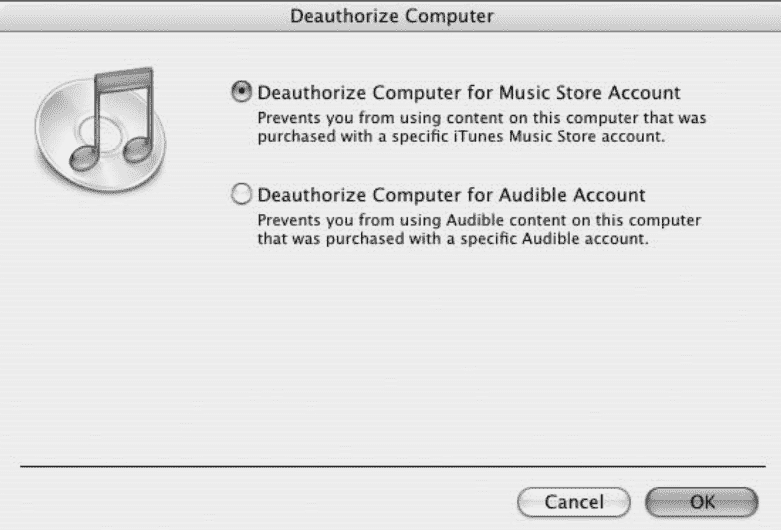 Deauthorize Computer
Deauthorize Computer for Music Store Account
Prevents you from using content on this computer that was
purchased with a specific iTunes Music Store account.
Deauthorize Computer for Audible Account
Prevents you from using Audible content on this computer
that was purchased with a specific Audible account.
Cancel
OK